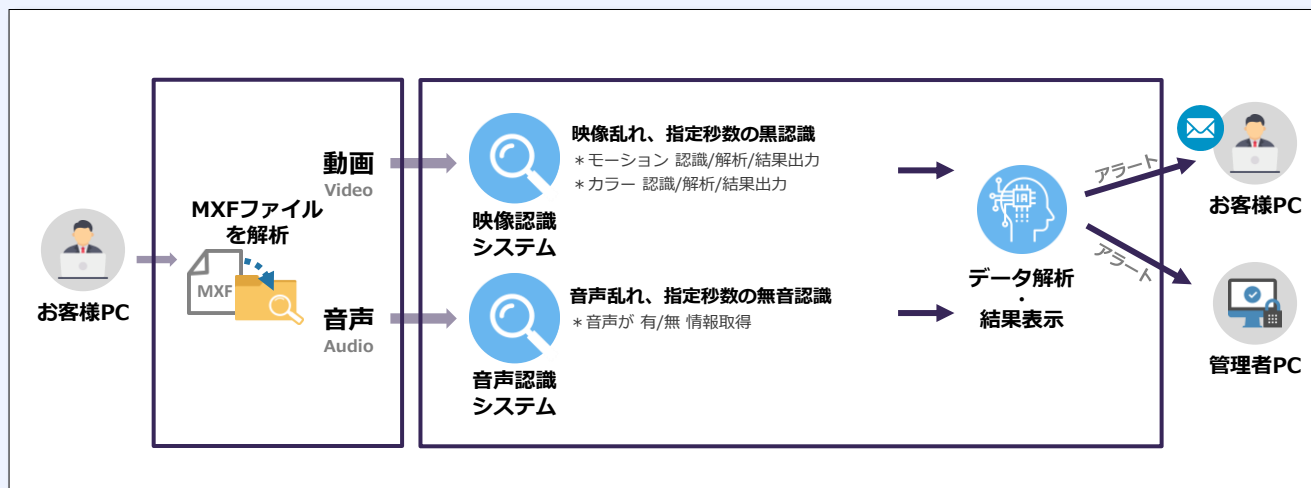 お客様PC
MXFファイル
を解析
MXF
動画
Video
音声
Audio
映像認識
システム
映像乱れ、指定秒数の黒認識
＊モーション 認識/解析/結果出力
＊カラー 認識/解析/結果出力
音声認識
システム
音声乱れ、指定秒数の無音認識
＊音声が 有/無 情報取得
データ解析
・
結果表示
アラート
アラート
お客様PC
管理者PC